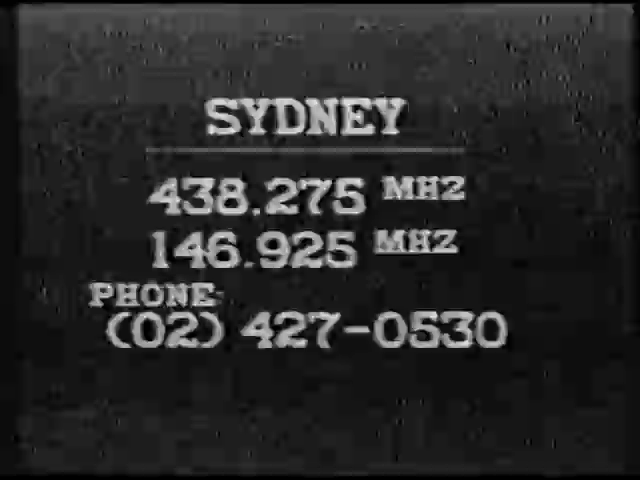 SYDNEY
438.275 MHZ
146.925 MHZ
PHONE:
(02) 427-0530